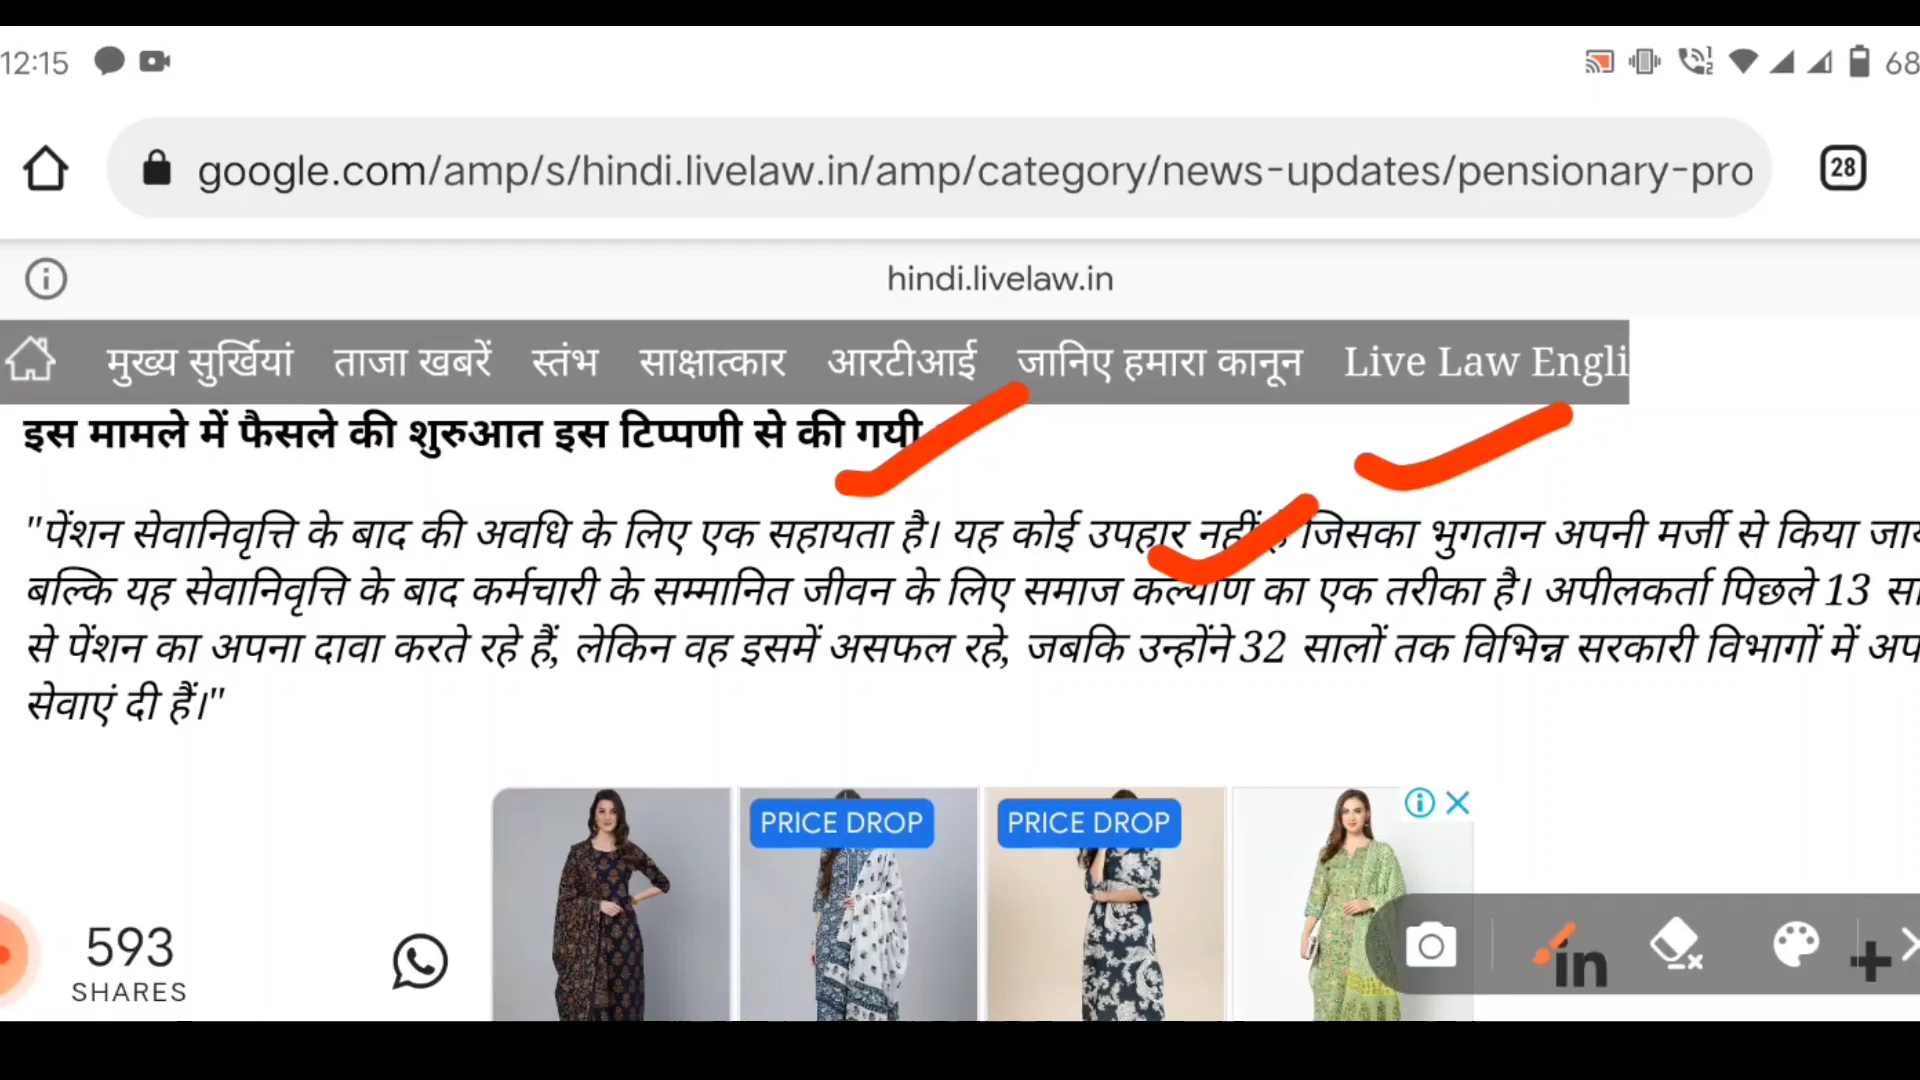 12:15
68
google.com/amp/s/hindi.livelaw.in/amp/category/news-updates/pensionary-pro
28
hindi.livelaw.in
मुख्य सुर्खियां ताजा खबरें स्तंभ साक्षात्कार आरटीआई जानिए हमारा कानून Live Law Engli
इस मामले में फैसले की शुरुआत इस टिप्पणी से की गयी
"पेंशन सेवानिवृत्ति के बाद की अवधि के लिए एक सहायता है। यह कोई उपहार नहीं जिसका भुगतान अपनी मर्जी से किया
बल्कि यह सेवानिवृत्ति के बाद कर्मचारी के सम्मानित जीवन के लिए समाज कल्याण का एक तरीका है। अपीलकर्ता पिछले 13
से पेंशन का अपना दावा करते रहे हैं, लेकिन वह इसमें असफल रहे, जबकि उन्होंने 32 सालों तक विभिन्न सरकारी विभागों में
सेवाएं दी हैं।"
PRICE DROP PRICE DROP
593
SHARES
in